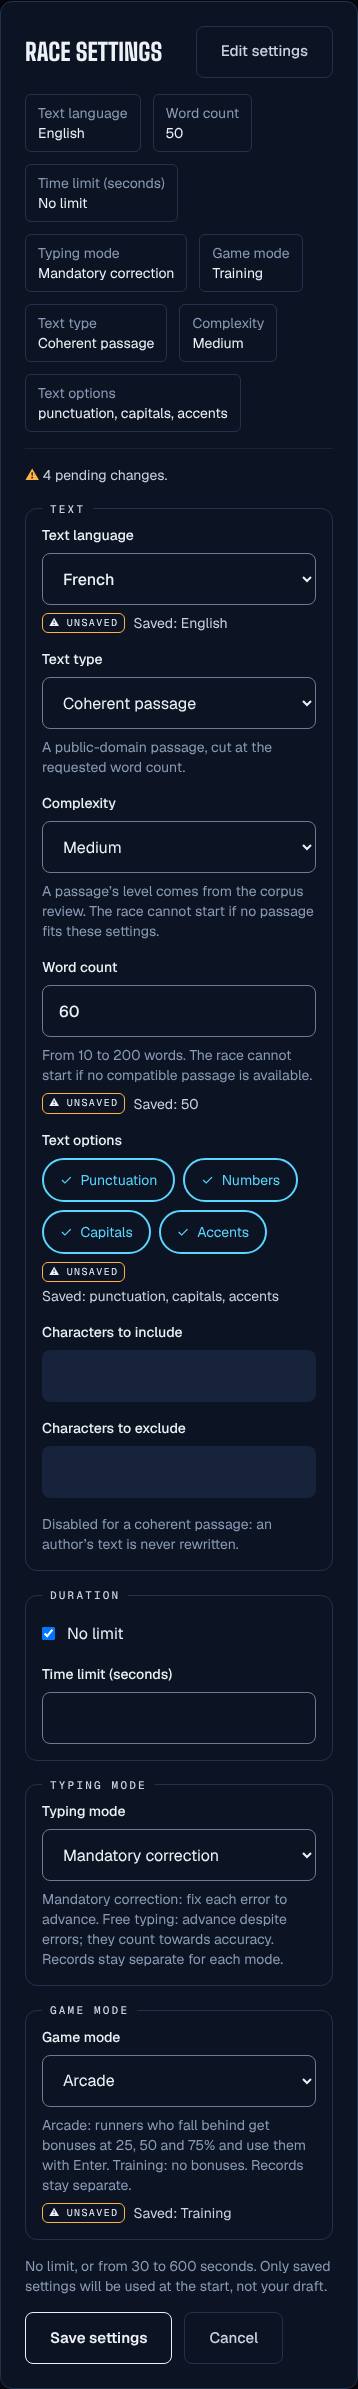 RACE SETTINGS
Edit settings
Text language
English
Word count
50
Time limit (seconds)
No limit
Typing mode
Mandatory correction
Game mode
Training
Text type
Coherent passage
Complexity
Medium
Text options
punctuation, capitals, accents
4 pending changes.
TEXT
Text language
French
UNSAVED Saved: English
Text type
Coherent passage
A public-domain passage, cut at the
requested word count.
Complexity
Medium
A passage's level comes from the corpus
review. The race cannot start if no passage
fits these settings.
Word count
60
From 10 to 200 words. The race cannot
start if no compatible passage is available.
UNSAVED Saved: 50
Text options
✓ Punctuation ✓ Numbers
✓ Capitals ✓ Accents
UNSAVED
Saved: punctuation, capitals, accents
Characters to include
Characters to exclude
Disabled for a coherent passage: an
author's text is never rewritten.
DURATION
No limit
Time limit (seconds)
TYPING MODE
Typing mode
Mandatory correction
Mandatory correction: fix each error to
advance. Free typing: advance despite
errors; they count towards accuracy.
Records stay separate for each mode.
GAME MODE
Game mode
Arcade
Arcade: runners who fall behind get
bonuses at 25, 50 and 75% and use them
with Enter. Training: no bonuses. Records
stay separate.
UNSAVED Saved: Training
No limit, or from 30 to 600 seconds. Only saved
settings will be used at the start, not your draft.
Save settings
Cancel